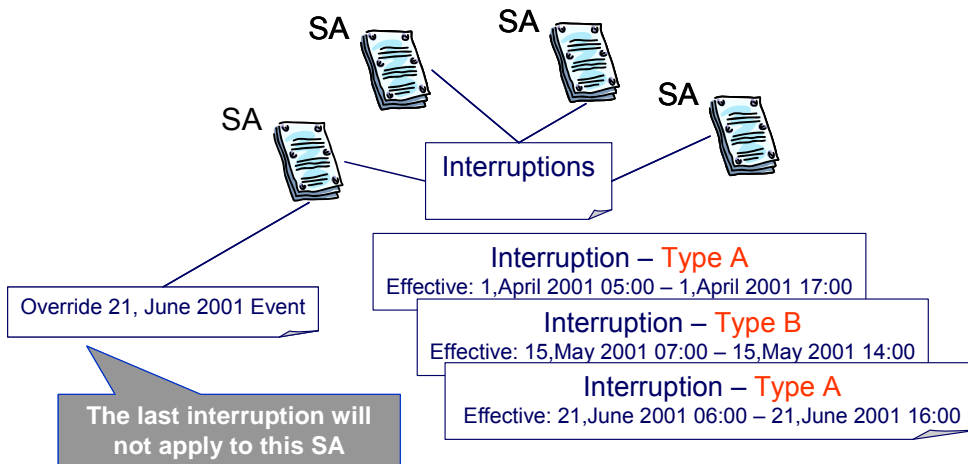 SA
SA
SA
SA
Interruptions
Interruption – Type A
Effective: 1,April 2001 05:00 – 1,April 2001 17:00
Override 21, June 2001 Event
Interruption – Type B
Effective: 15,May 2001 07:00 – 15,May 2001 14:00
Interruption – Type A
Effective: 21,June 2001 06:00 – 21,June 2001 16:00
The last interruption will
not apply to this SA